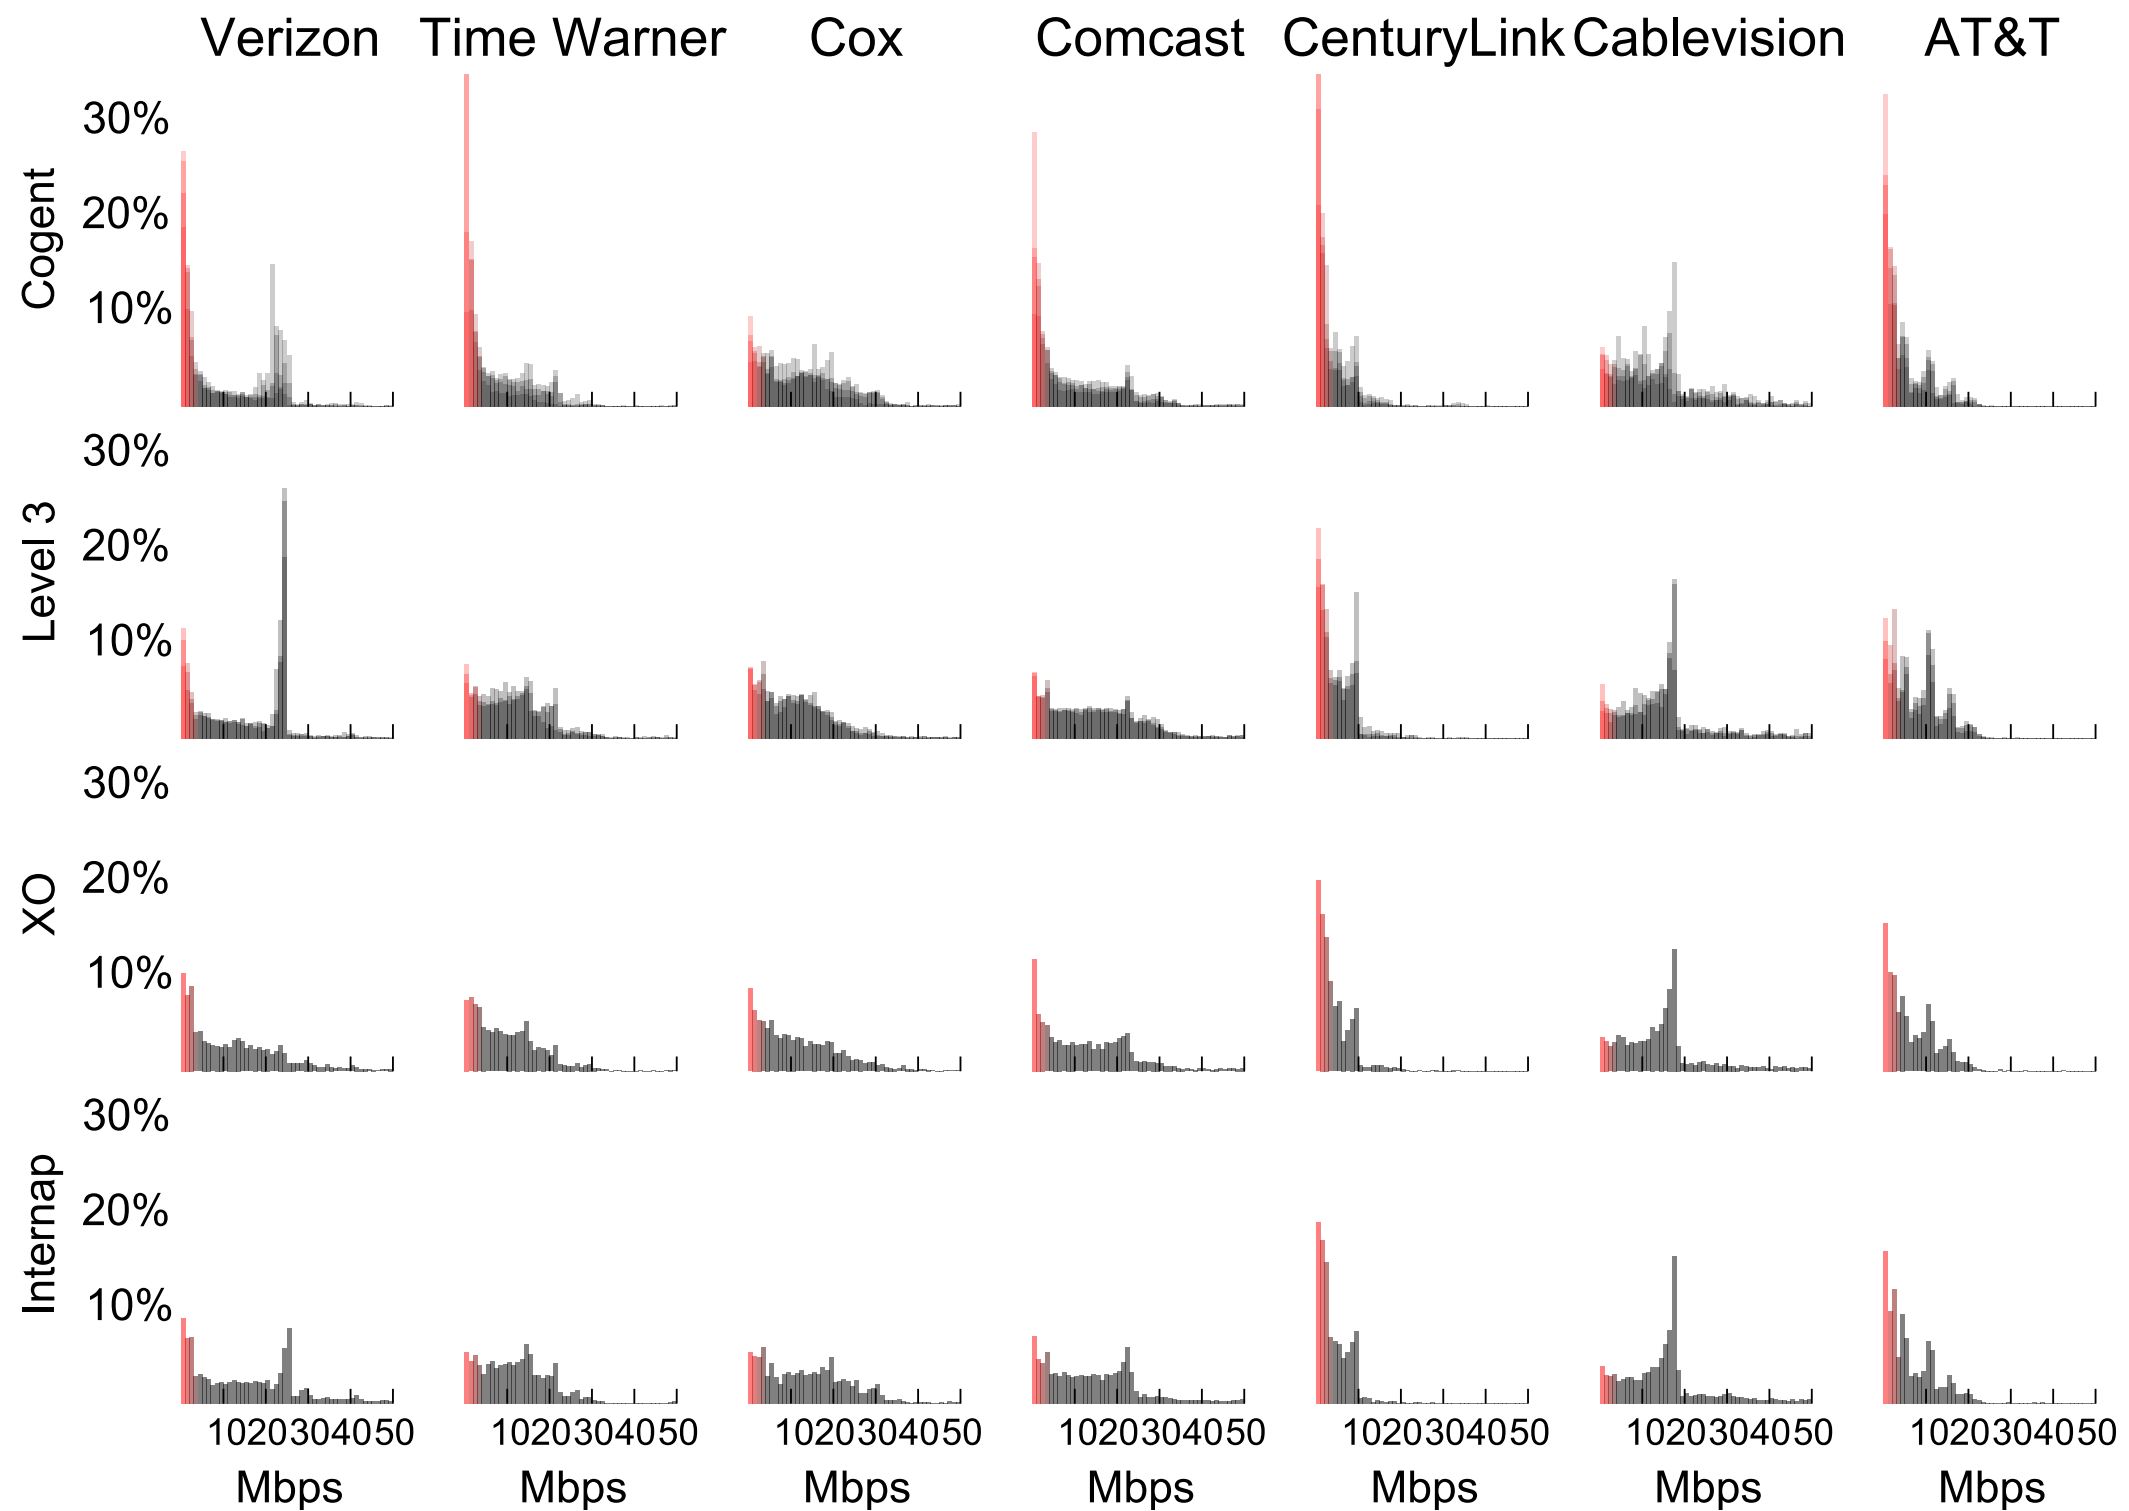 Verizon Time Warner Cox Comcast CenturyLink Cablevision AT&T
Cogent
30%
20%
10%
Level 3
30%
20%
10%
XO
30%
20%
10%
Internap
30%
20%
10%
1020304050 1020304050 1020304050 1020304050 1020304050 1020304050 1020304050
Mbps Mbps Mbps Mbps Mbps Mbps Mbps